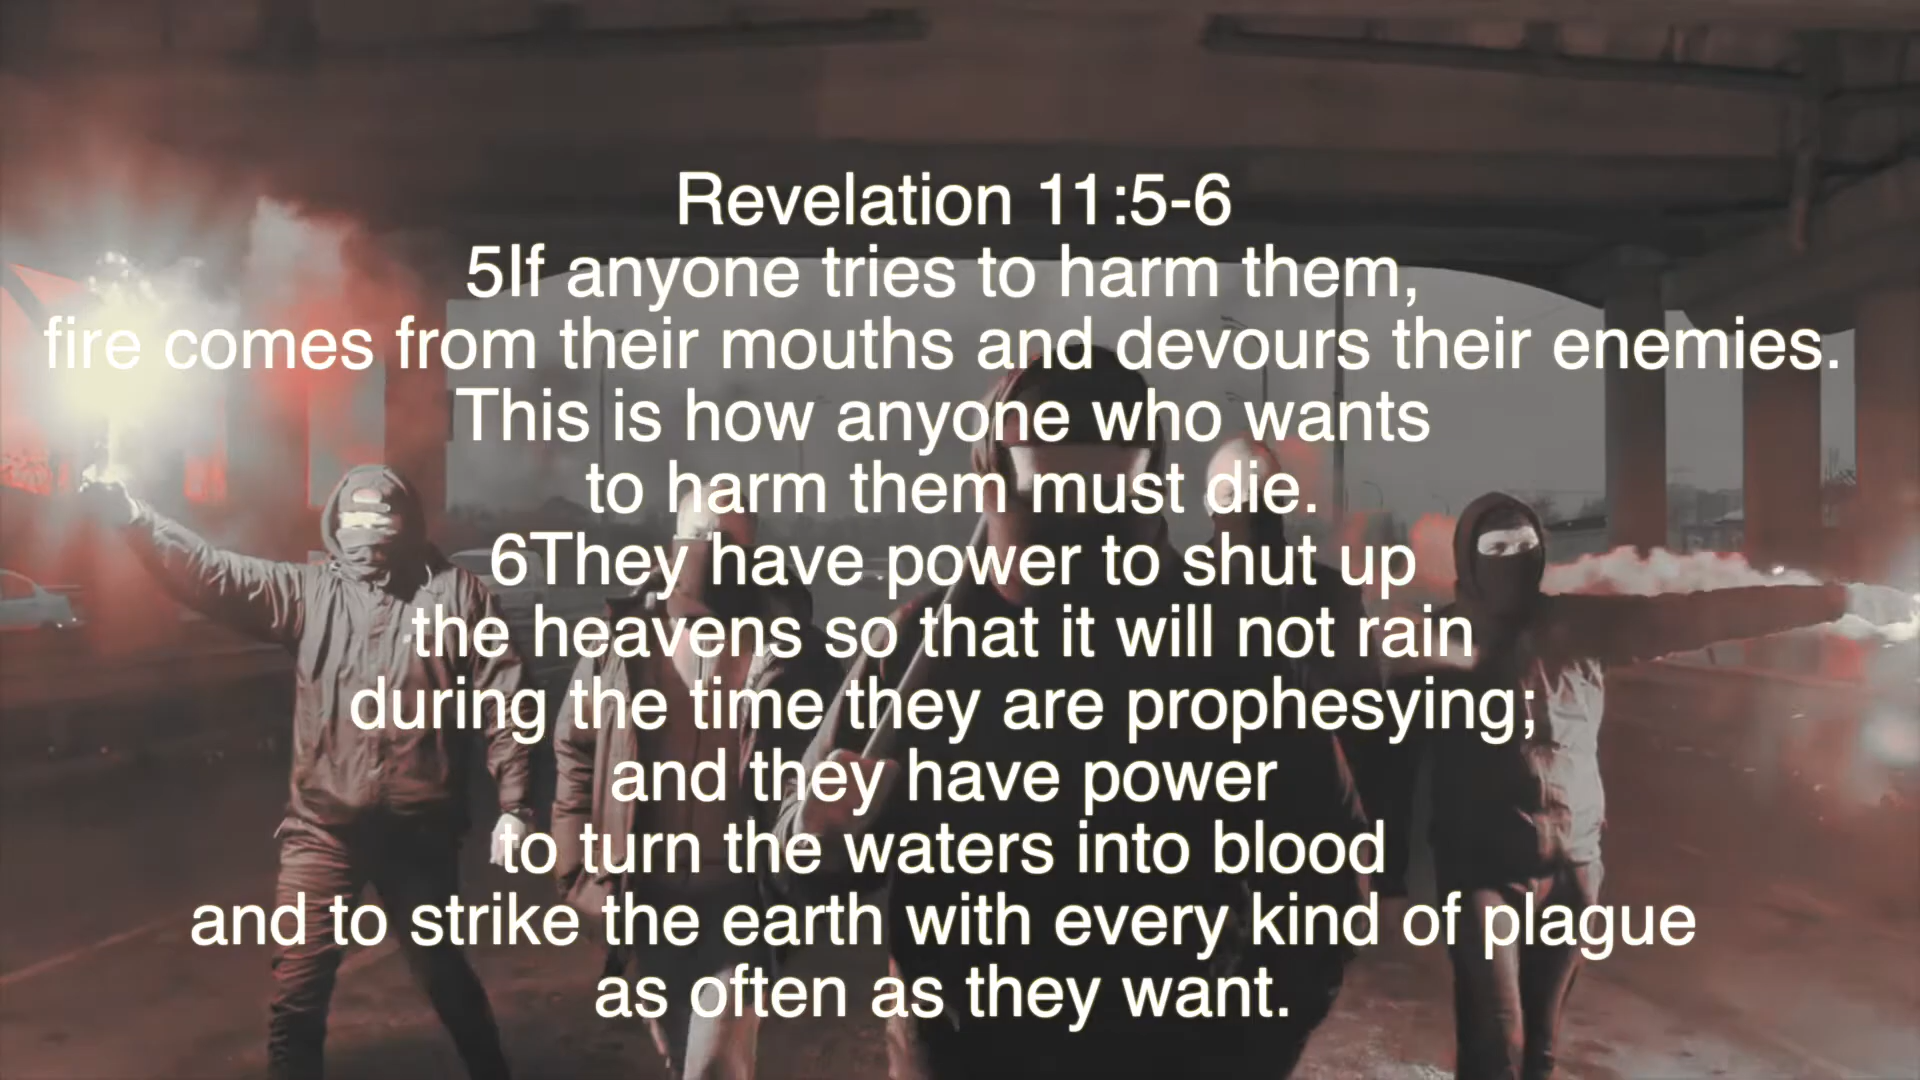 Revelation 11:5-6
5If anyone tries to harm them,
fire comes from their mouths and devours their enemies.
This is how anyone who wants
to harm them must die.
6They have power to shut up
the heavens so that it will not rain
during the time they are prophesying;
and they have power
to turn the waters into blood
and to strike the earth with every kind of plague
as often as they want.